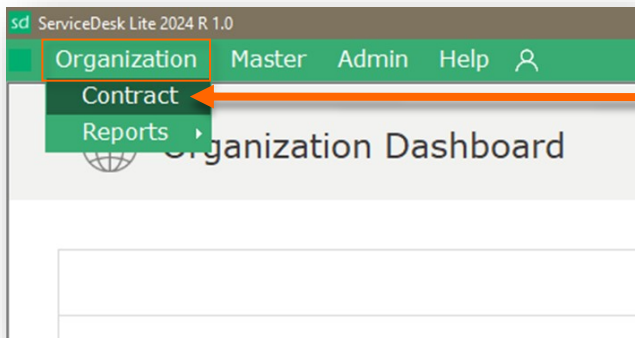 sd ServiceDesk Lite 2024 R 1.0
Organization Master Admin Help
Contract
Reports
Organization Dashboard